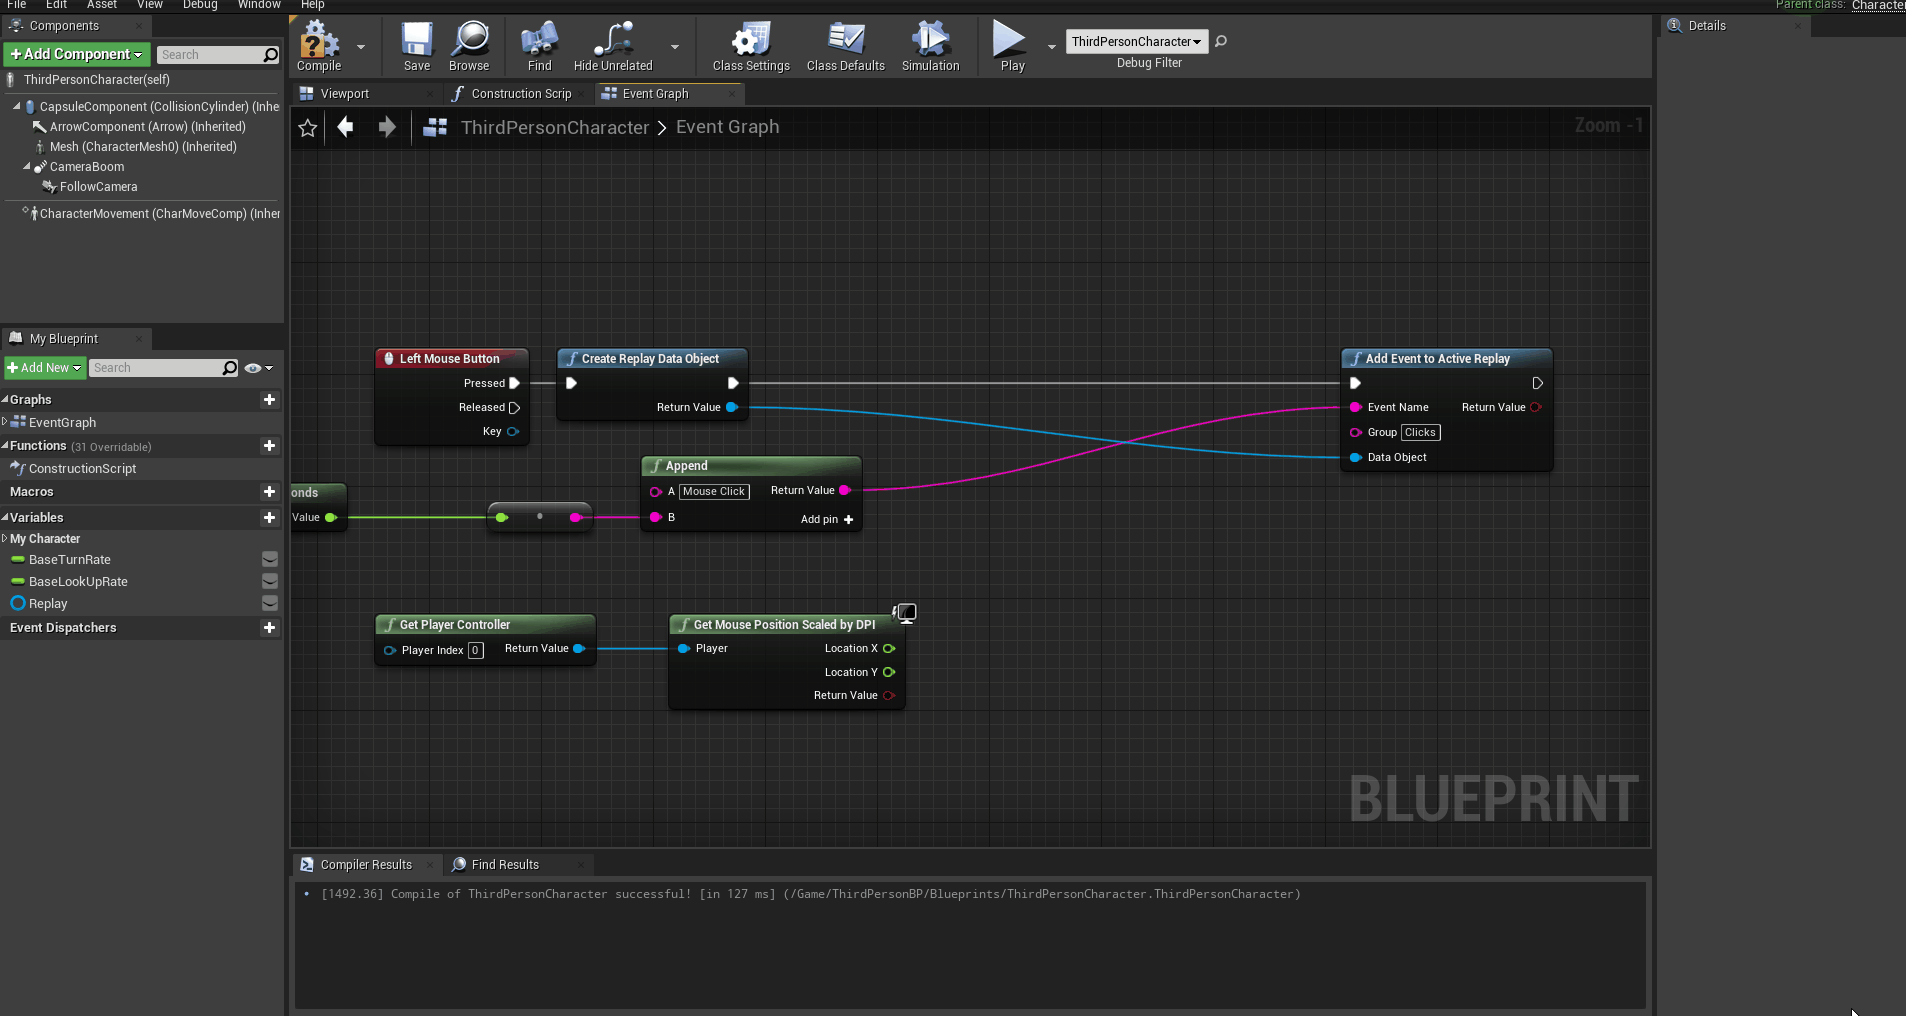 File Edit Asset View Debug Window Help
Parent class: Character
Components
Add Component
Search
ThirdPersonCharacter(self)
CapsuleComponent (CollisionCylinder) (Inhe
ArrowComponent (Arrow) (Inherited)
Mesh (CharacterMesh0) (Inherited)
CameraBoom
FollowCamera
CharacterMovement (CharMoveComp) (Inher
My Blueprint
Add New
Search
Graphs
EventGraph
Functions (31 Overridable)
ConstructionScript
Macros
Variables
My Character
BaseTurnRate
BaseLookUpRate
Replay
Event Dispatchers
Compile
Save
Browse
Find
Hide Unrelated
Class Settings
Class Defaults
Simulation
Play
ThirdPersonCharacter
Debug Filter
Viewport
Construction Scrip
Event Graph
ThirdPersonCharacter > Event Graph
Zoom -1
Left Mouse Button
Pressed
Released
Key
Create Replay Data Object
Return Value
Add Event to Active Replay
Event Name
Return Value
Group Clicks
Data Object
onds
Value
Append
A Mouse Click
Return Value
B
Add pin
Get Player Controller
Player Index 0
Return Value
Get Mouse Position Scaled by DPI
Player
Location X
Location Y
Return Value
BLUEPRINT
Compiler Results
Find Results
[1492.36] Compile of ThirdPersonCharacter successful! [in 127 ms] (/Game/ThirdPersonBP/Blueprints/ThirdPersonCharacter.ThirdPersonCharacter)
Details